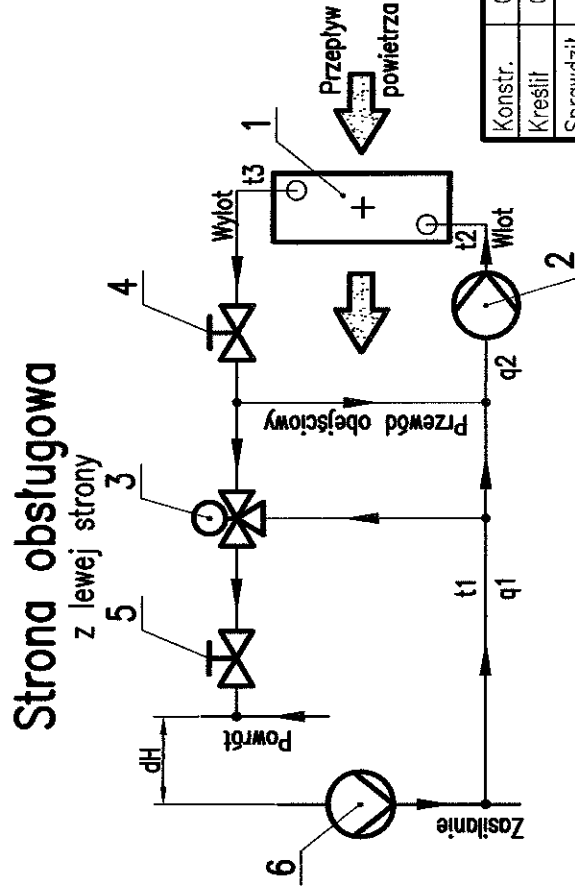 Strona obsługowa
z lewej strony
Przepływ
powietrza
1
2
3
4
5
6
Wylot
t3
Wlot
t2
q2
Przewód obejściowy
t1
q1
dH
Powrót
Zasilanie
Konstr.
Kreślił
Sprawdził